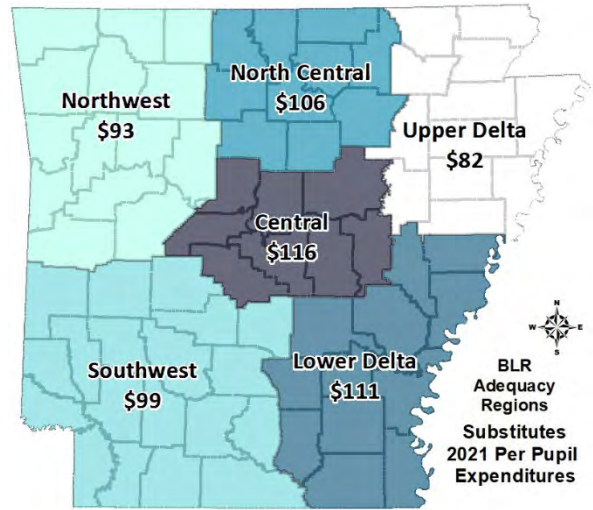 Northwest
$93
North Central
$106
Upper Delta
$82
Central
$116
Southwest
$99
Lower Delta
$111
N
W
E
S
BLR
Adequacy
Regions
Substitutes
2021 Per Pupil
Expenditures